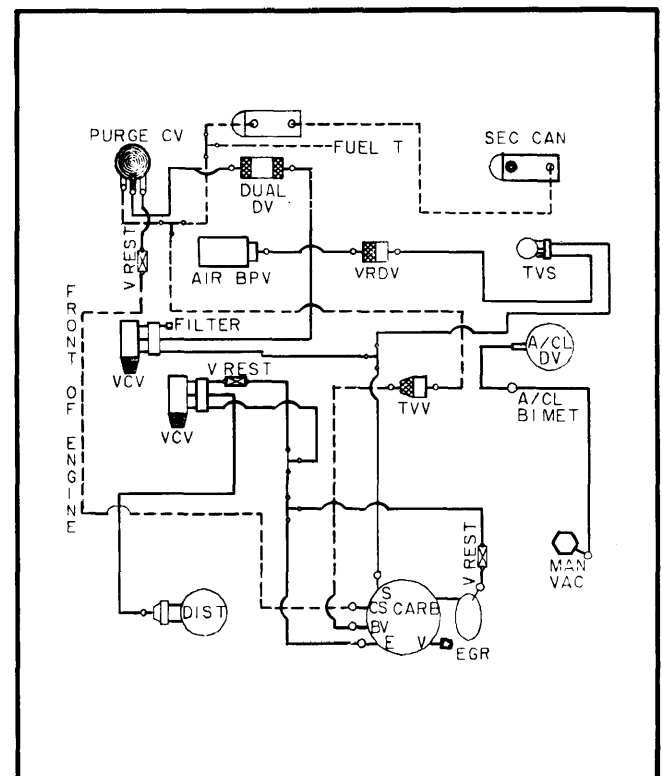 PURGE CV
FUEL T
SEC CAN
DUAL
DV
V REST
AIR BPV
VRDV
TVS
FRONT OF ENGINE
FILTER
A/CL
DV
VCV
V REST
TVV
A/CL
BIMET
VCV
V REST
MAN
VAC
S
CS CARB
DIST
BV
E
V
EGR